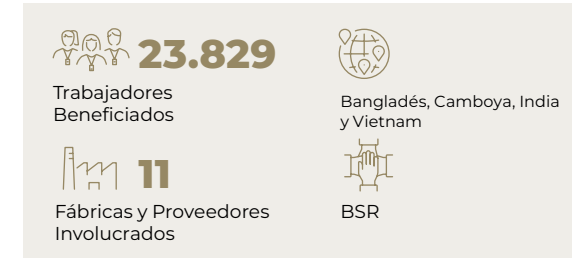 23.829
Trabajadores
Beneficiados
Bangladés, Camboya, India
y Vietnam
11
Fábricas y Proveedores
Involucrados
BSR